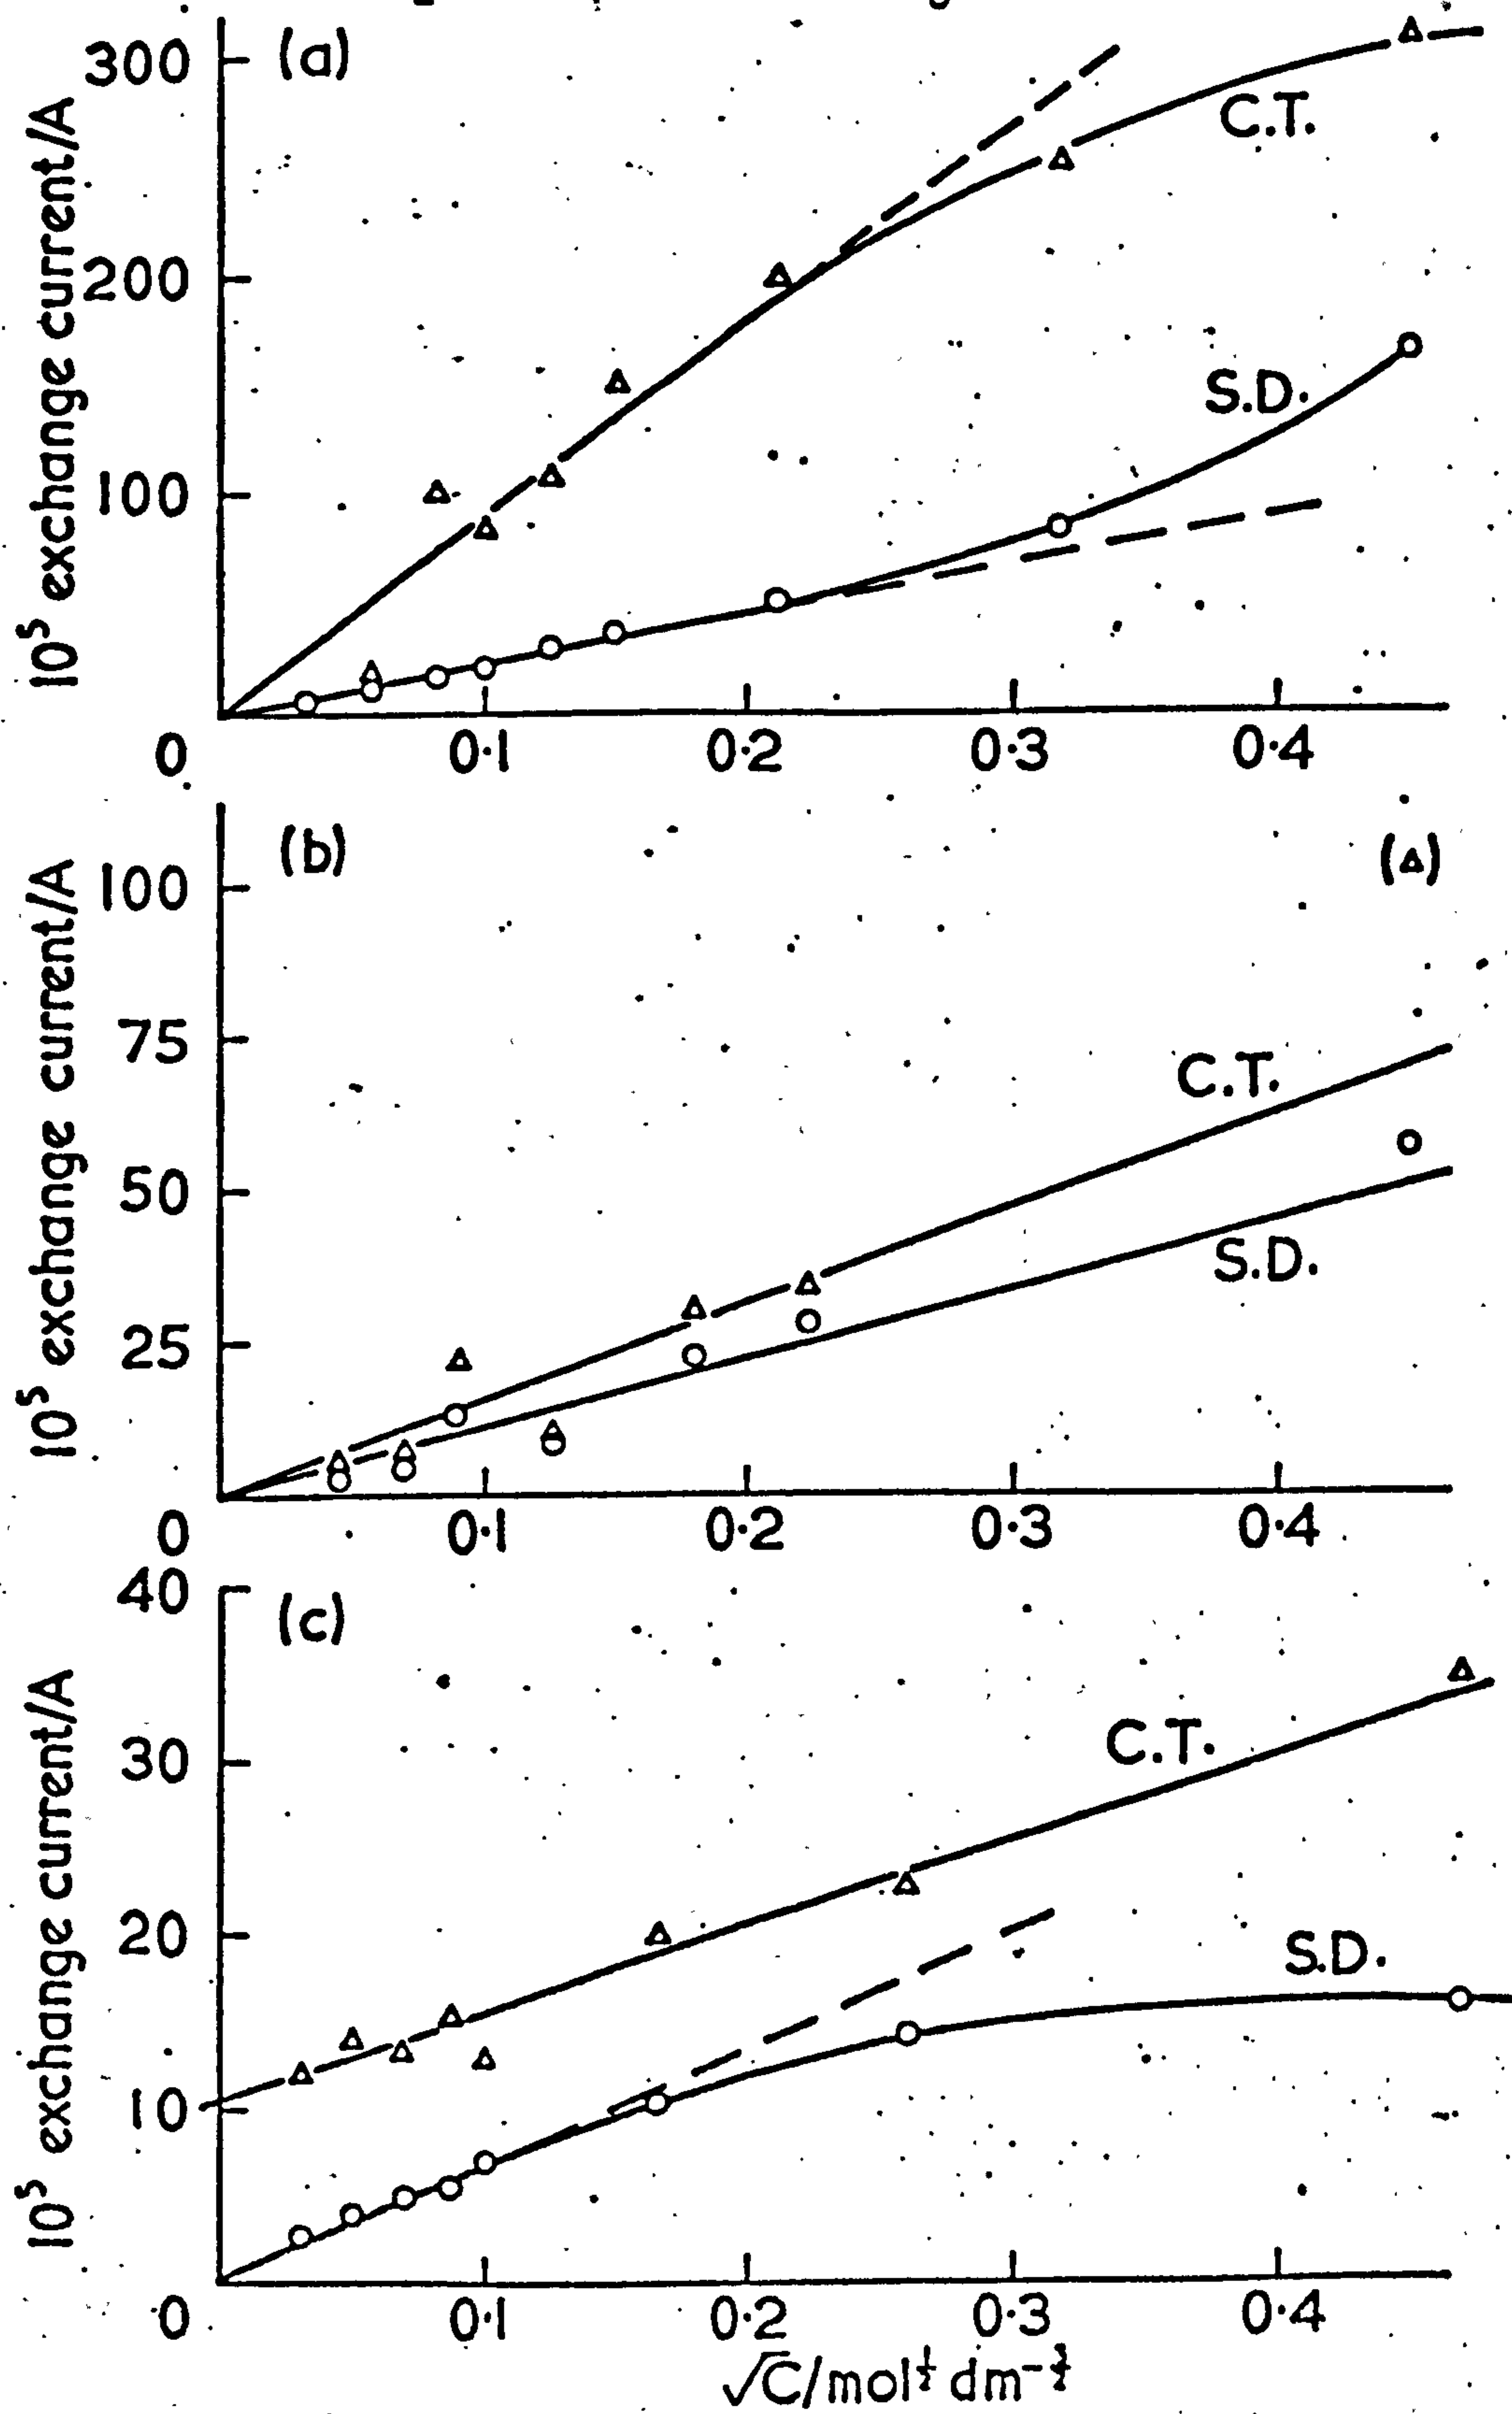 (a)
300
200
100
0
10⁵ exchange current/A
C.T.
S.D.
0·1 0·2 0·3 0·4
(b)
100
75
50
25
0
10⁵ exchange current/A
C.T.
S.D.
0·1 0·2 0·3 0·4
(c)
40
30
20
10
0
10⁵ exchange current/A
C.T.
S.D.
0·1 0·2 0·3 0·4
√C/mol^½ dm^-3/2